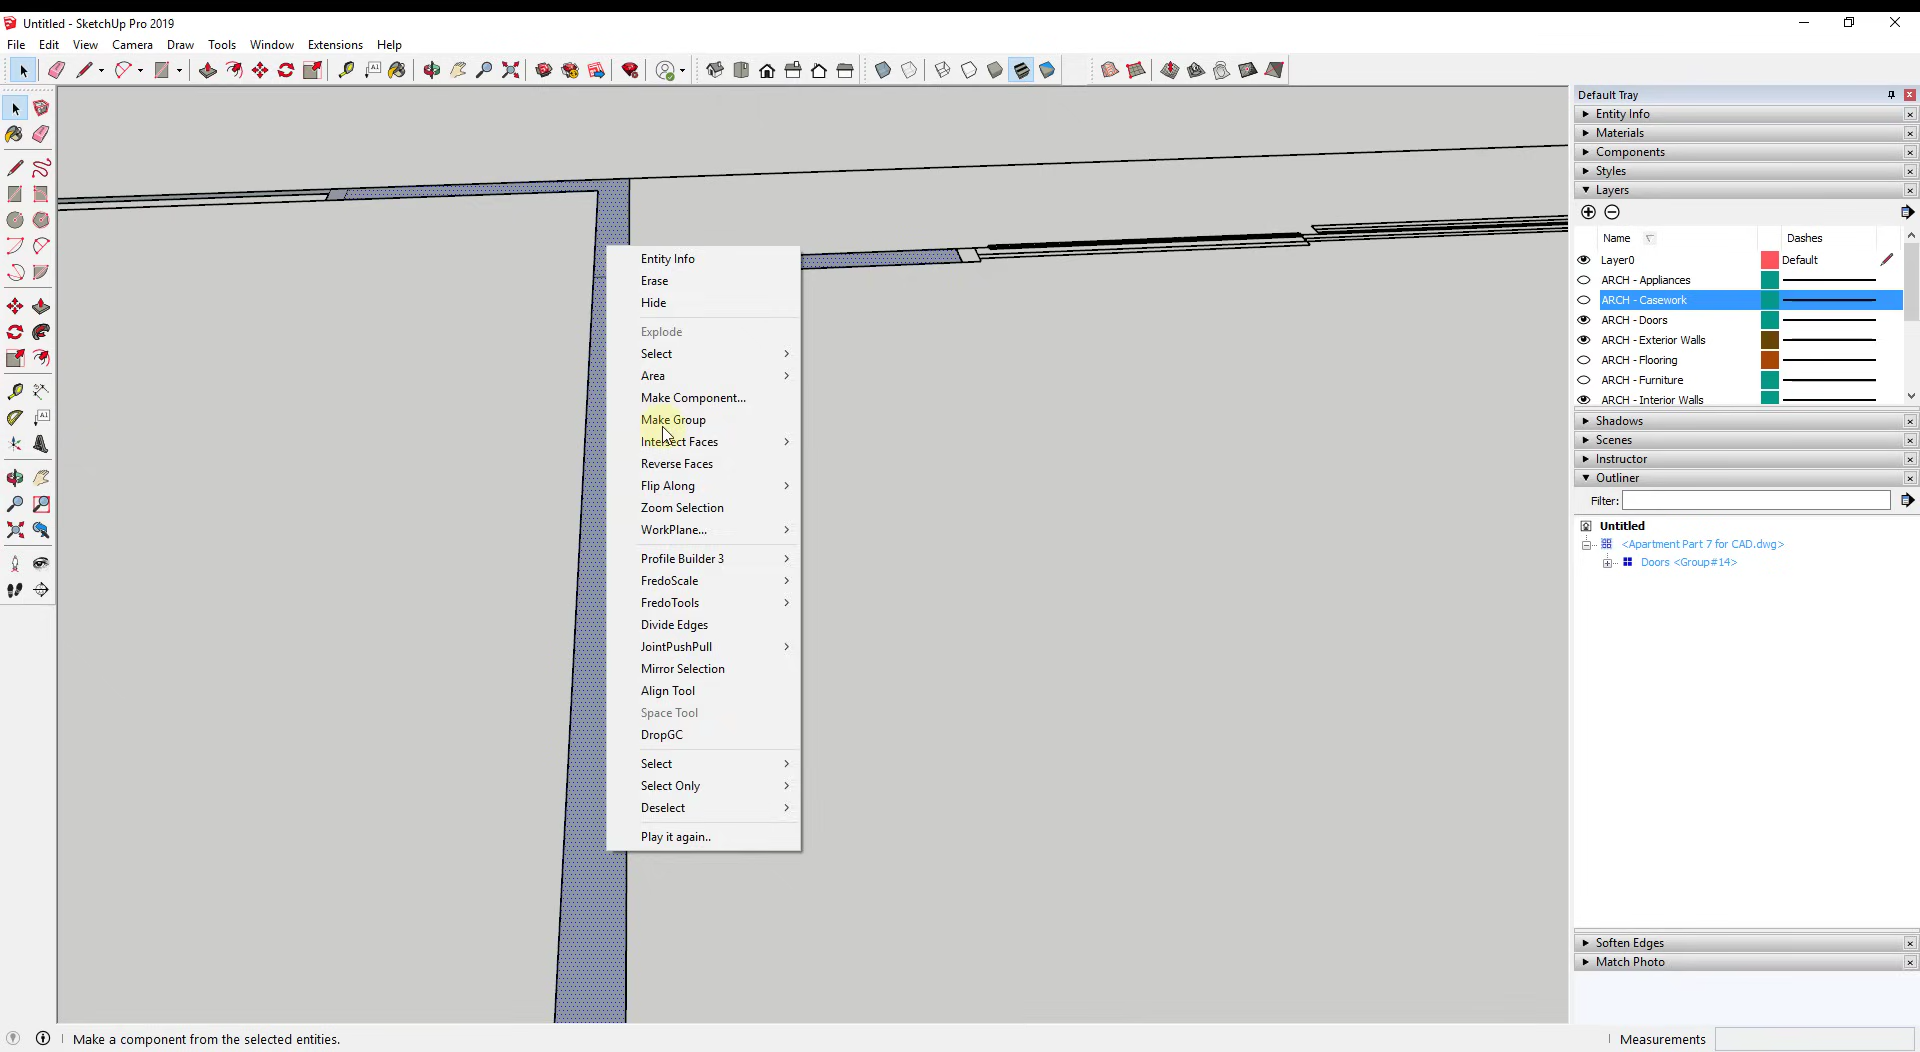 Untitled - SketchUp Pro 2019
File Edit View Camera Draw Tools Window Extensions Help
Default Tray
Entity Info
Materials
Components
Styles
Layers
Name Dashes
Layer0 Default
ARCH - Appliances
ARCH - Casework
ARCH - Doors
ARCH - Exterior Walls
ARCH - Flooring
ARCH - Furniture
ARCH - Interior Walls
Shadows
Scenes
Instructor
Outliner
Filter:
Untitled
<Apartment Part 7 for CAD.dwg>
Doors <Group#14>
Soften Edges
Match Photo
Entity Info
Erase
Hide
Explode
Select
Area
Make Component...
Make Group
Intersect Faces
Reverse Faces
Flip Along
Zoom Selection
WorkPlane...
Profile Builder 3
FredoScale
FredoTools
Divide Edges
JointPushPull
Mirror Selection
Align Tool
Space Tool
DropGC
Select
Select Only
Deselect
Play it again..
Make a component from the selected entities.
Measurements